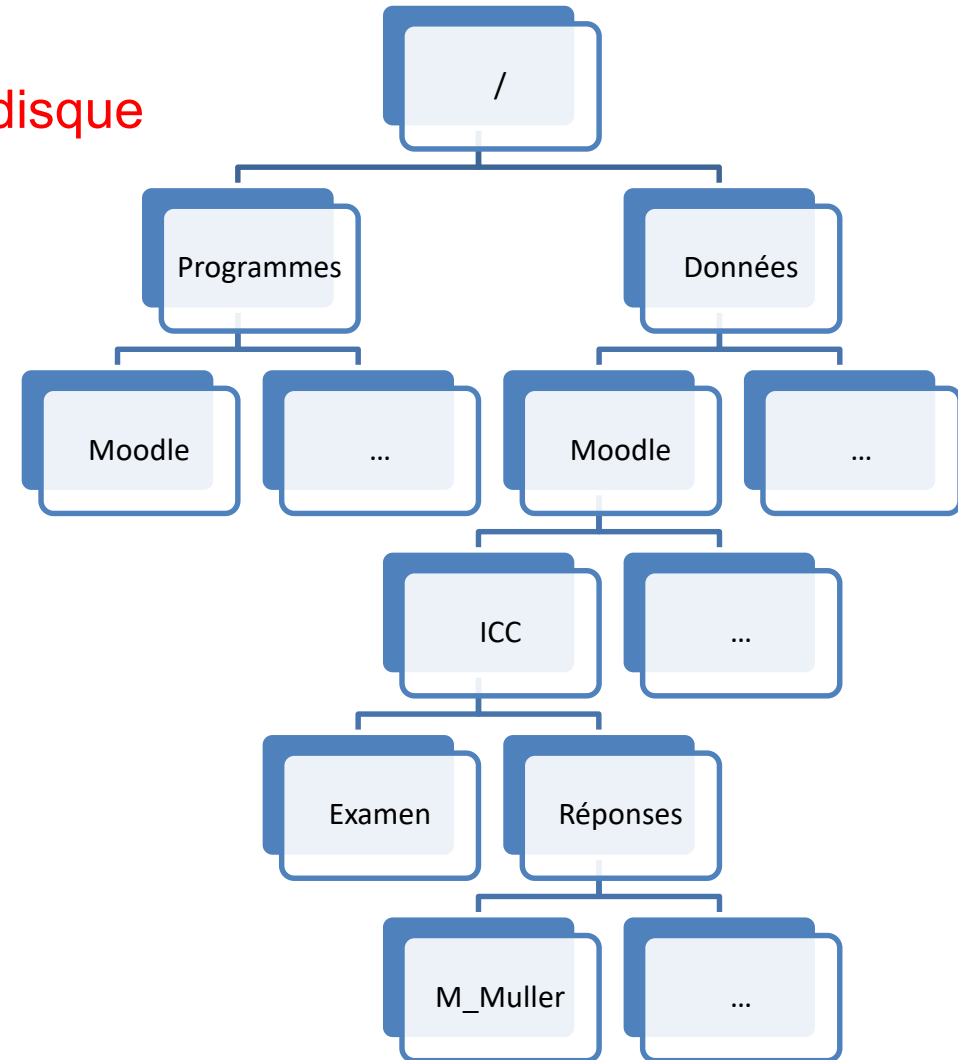 /
disque
Programmes
Données
Moodle
...
Moodle
...
ICC
...
Examen
Réponses
M_Muller
...